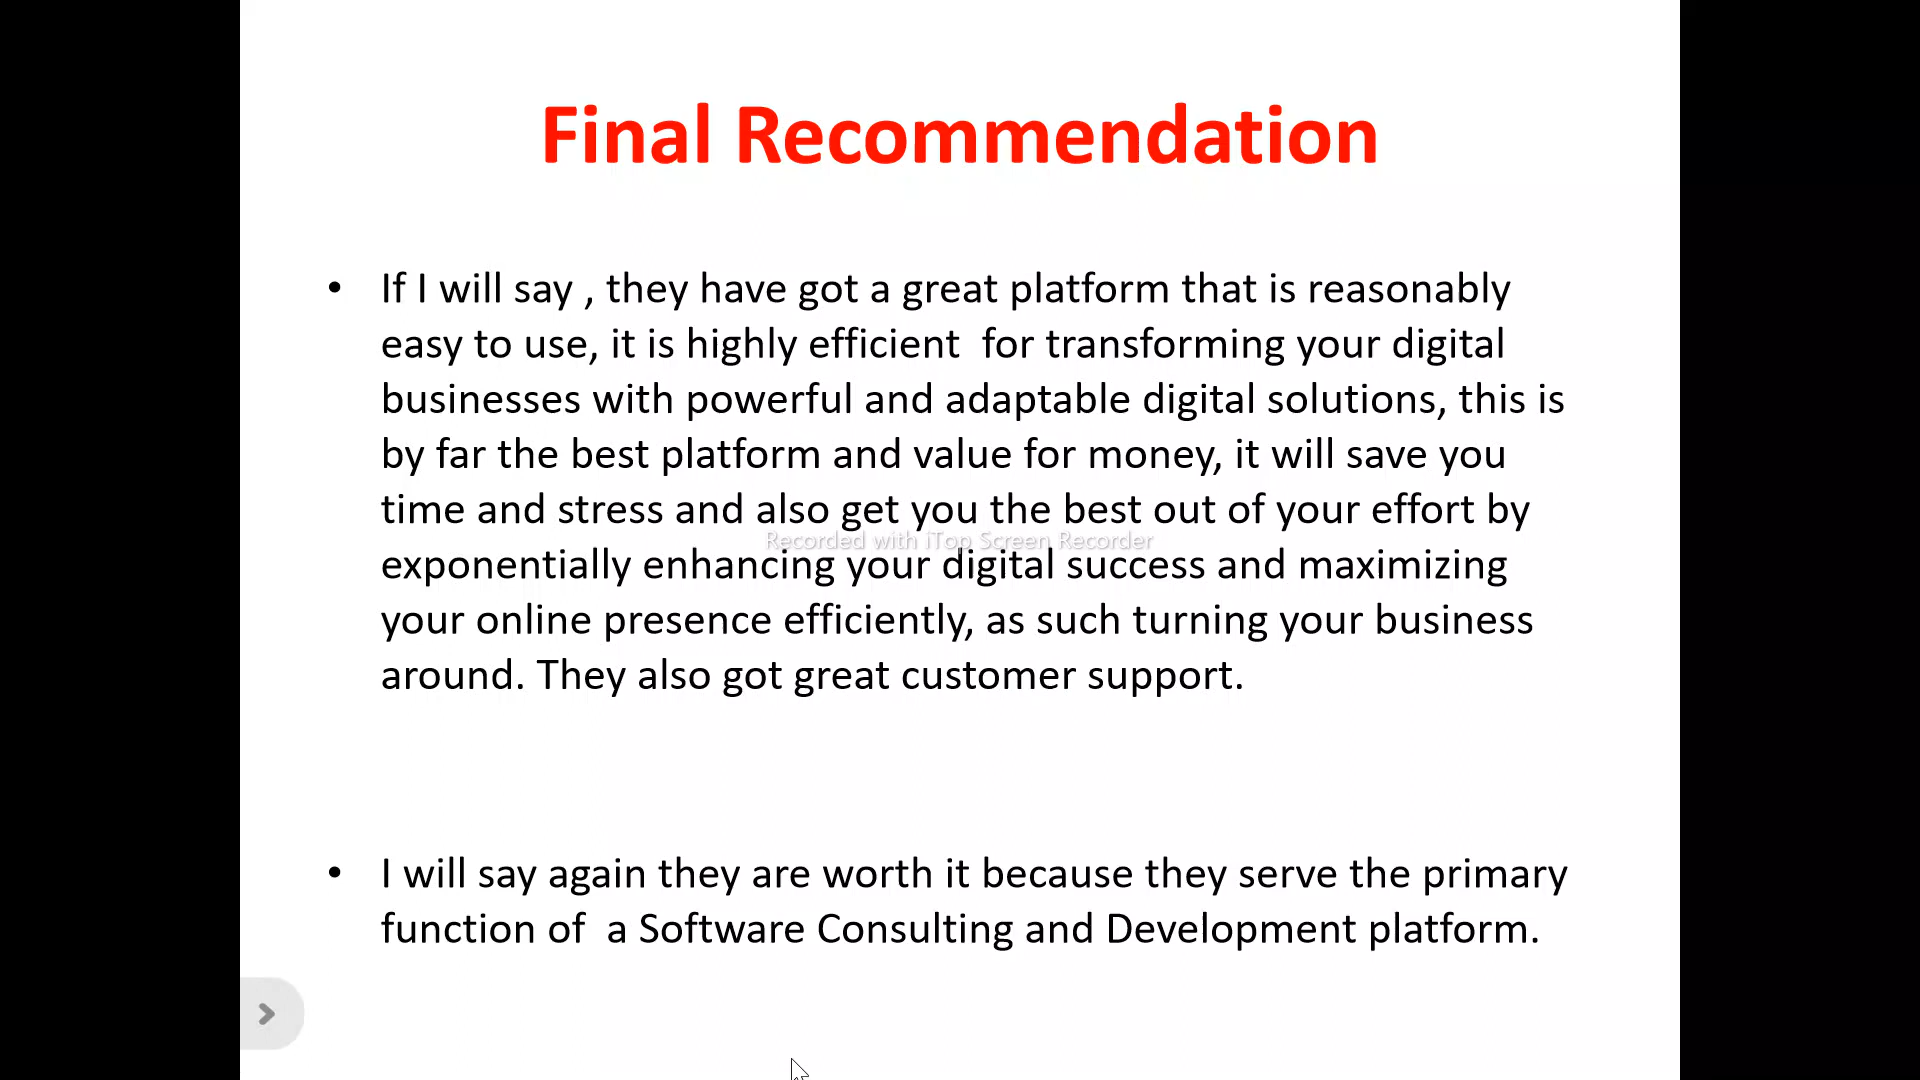 Final Recommendation
• If I will say , they have got a great platform that is reasonably
easy to use, it is highly efficient  for transforming your digital
businesses with powerful and adaptable digital solutions, this is
by far the best platform and value for money, it will save you
time and stress and also get you the best out of your effort by
Recorded with iTop Screen Recorder
exponentially enhancing your digital success and maximizing
your online presence efficiently, as such turning your business
around. They also got great customer support.
• I will say again they are worth it because they serve the primary
function of  a Software Consulting and Development platform.